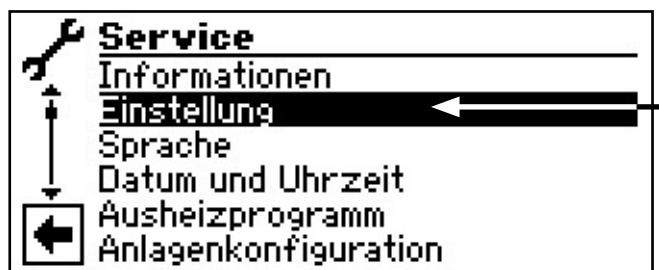 Service
Informationen
Einstellung
Sprache
Datum und Uhrzeit
Ausheizprogramm
Anlagenkonfiguration